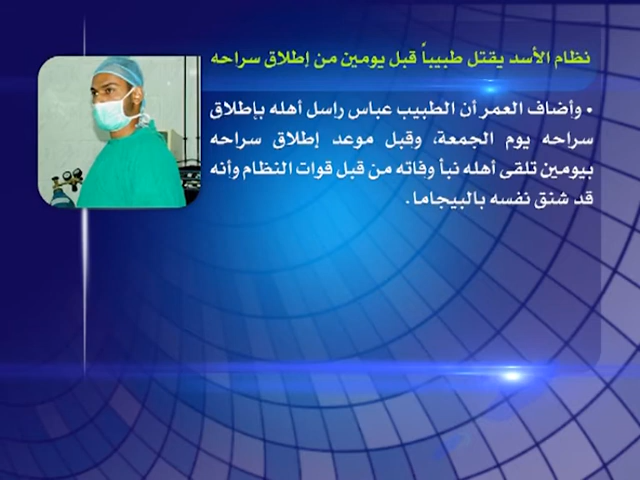 نظام الأسد يقتل طبيباً قبل يومين من إطلاق سراحه
• وأضاف العمر أن الطبيب عباس راسل أهله بإطلاق
سراحه يوم الجمعة، وقبل موعد إطلاق سراحه
بيومين تلقى أهله نبأ وفاته من قبل قوات النظام وأنه
قد شنق نفسه بالبيجاما.